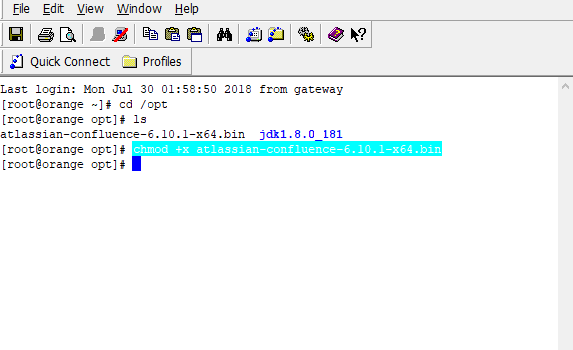 File Edit View Window Help
Quick Connect Profiles
Last login: Mon Jul 30 01:58:50 2018 from gateway
[root@orange ~]# cd /opt
[root@orange opt]# ls
atlassian-confluence-6.10.1-x64.bin jdk1.8.0_181
[root@orange opt]# chmod +x atlassian-confluence-6.10.1-x64.bin
[root@orange opt]#